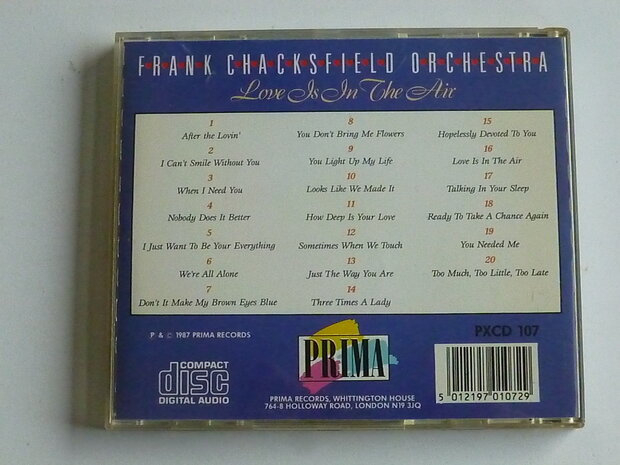 FRANK CHACKSFIELD ORCHESTRA
Love Is In The Air
1
After the Lovin'
2
I Can't Smile Without You
3
When I Need You
4
Nobody Does It Better
5
I Just Want To Be Your Everything
6
We're All Alone
7
Don't It Make My Brown Eyes Blue
8
You Don't Bring Me Flowers
9
You Light Up My Life
10
Looks Like We Made It
11
How Deep Is Your Love
12
Sometimes When We Touch
13
Just The Way You Are
14
Three Times A Lady
15
Hopelessly Devoted To You
16
Love Is In The Air
17
Talking In Your Sleep
18
Ready To Take A Chance Again
19
You Needed Me
20
Too Much, Too Little, Too Late
P & © 1987 PRIMA RECORDS
COMPACT
disc
DIGITAL AUDIO
PRIMA
PRIMA RECORDS, WHITTINGTON HOUSE
764-8 HOLLOWAY ROAD, LONDON N19 3JQ
PXCD 107
5 012197 010729